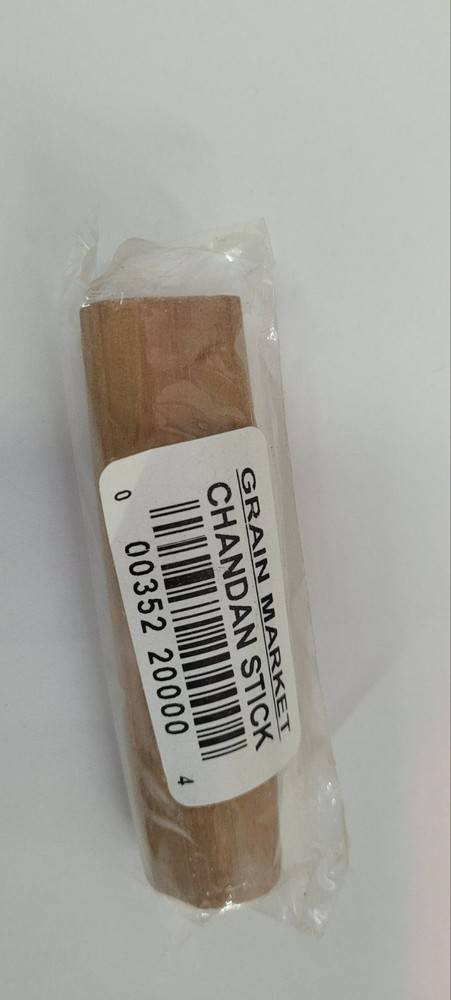 GRAIN MARKET
CHANDAN STICK
0 00352 20000 4